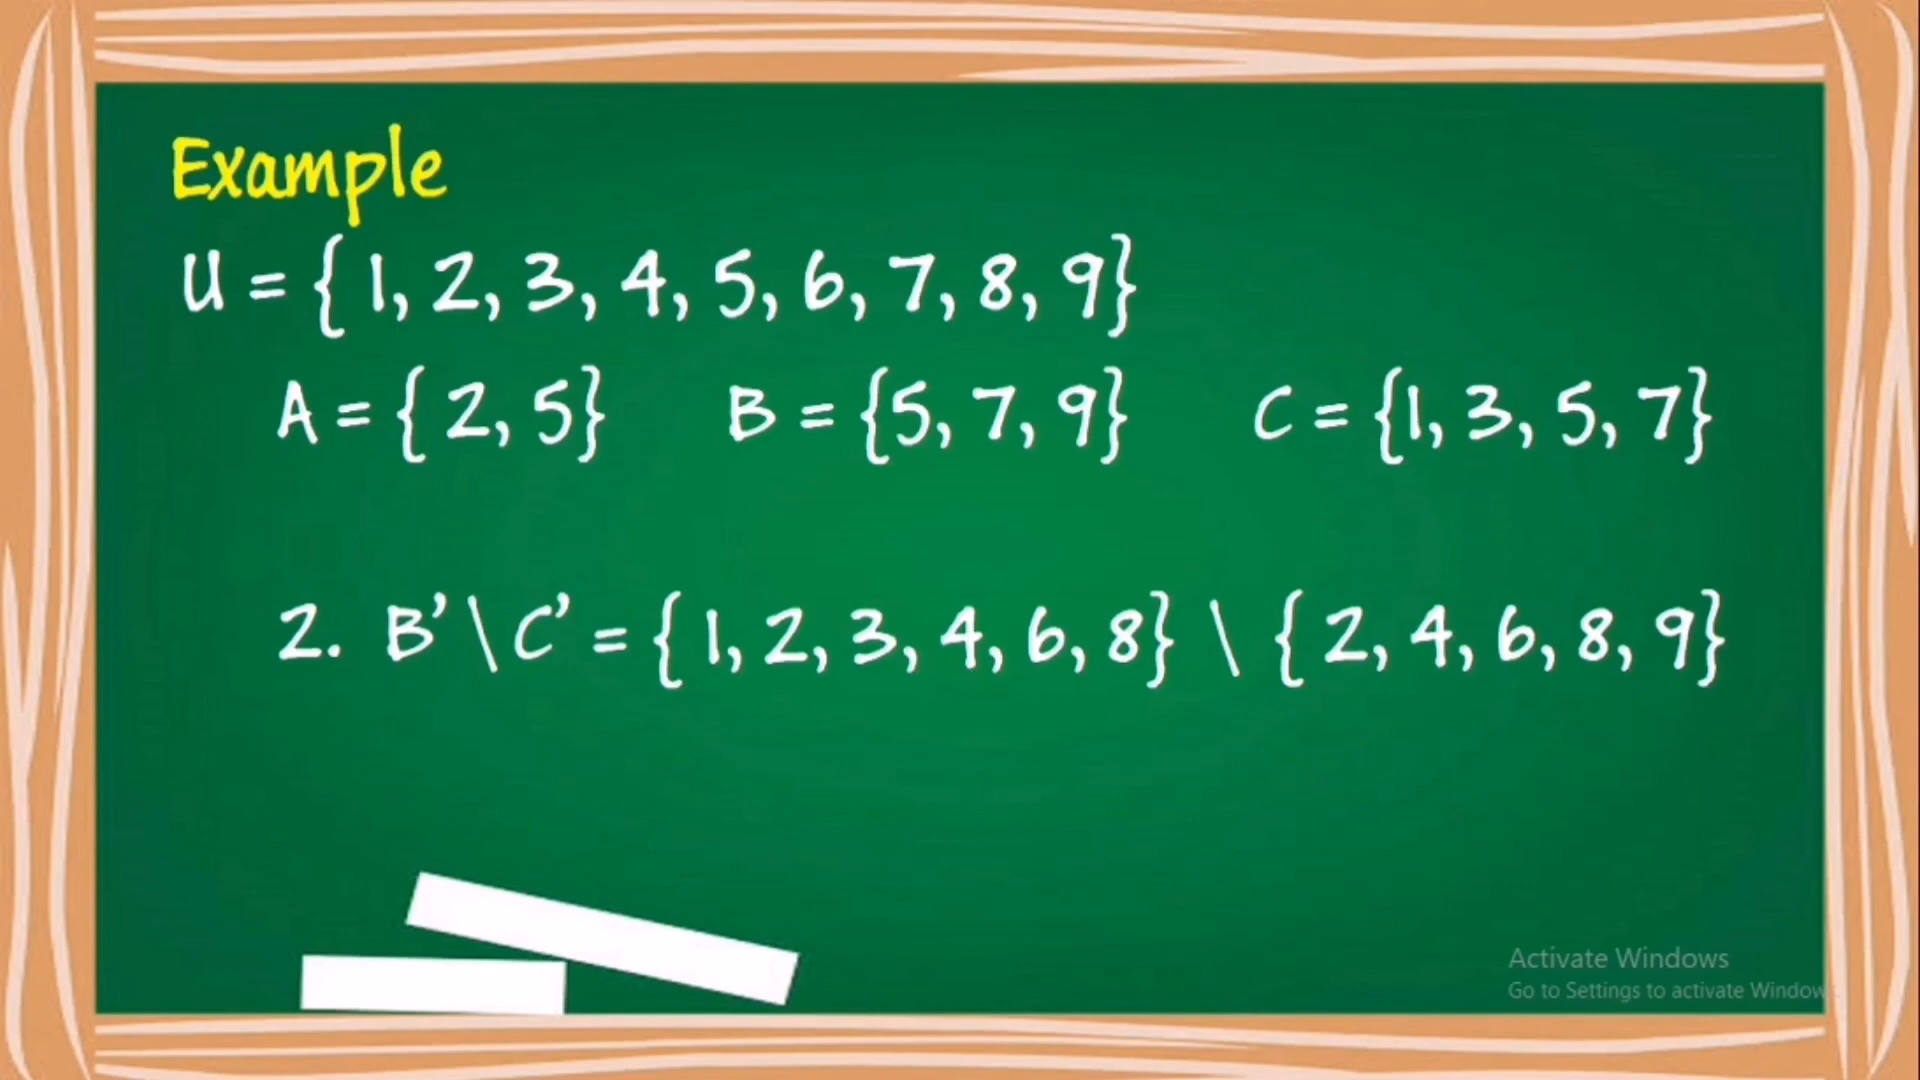 Example
U = { 1, 2, 3, 4, 5, 6, 7, 8, 9}
A = { 2, 5} B = {5, 7, 9} C = {1, 3, 5, 7}
2. B’ \ C’ = { 1, 2, 3, 4, 6, 8} \ { 2, 4, 6, 8, 9}
Activate Windows
Go to Settings to activate Window